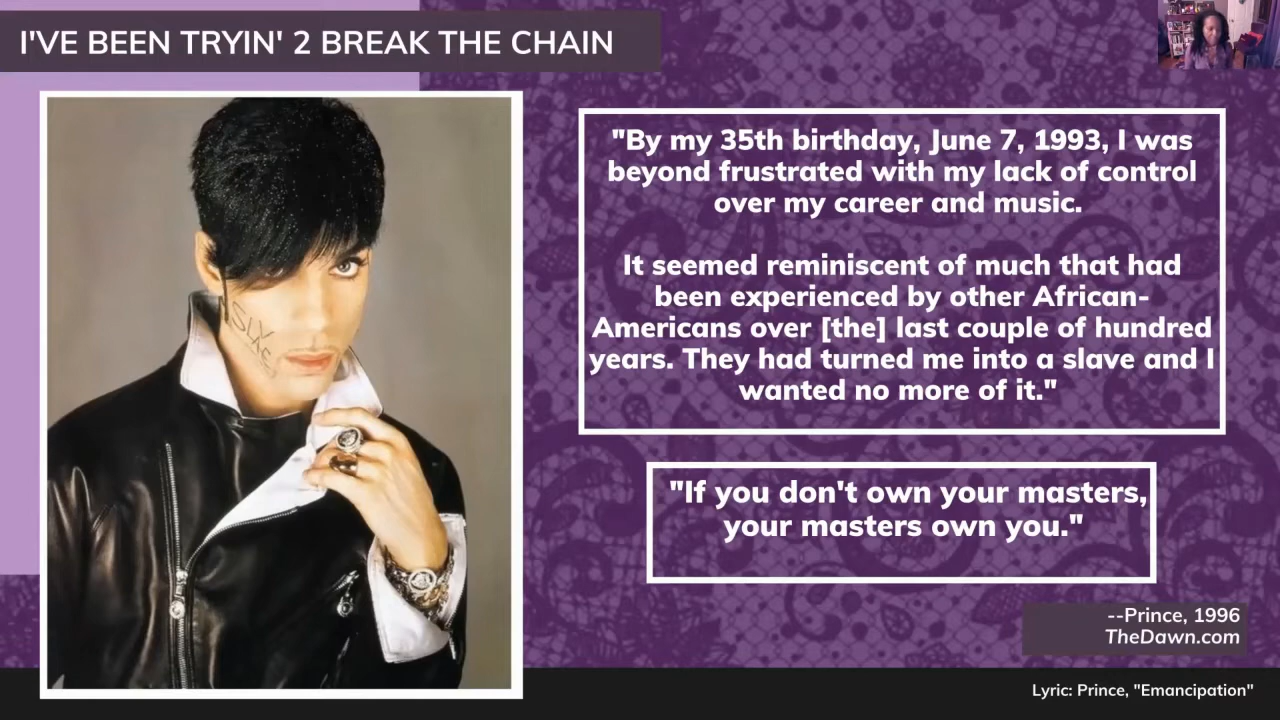 I'VE BEEN TRYIN' 2 BREAK THE CHAIN
SLAVE
"By my 35th birthday, June 7, 1993, I was
beyond frustrated with my lack of control
over my career and music.
It seemed reminiscent of much that had
been experienced by other African-
Americans over [the] last couple of hundred
years. They had turned me into a slave and I
wanted no more of it."
"If you don't own your masters,
your masters own you."
--Prince, 1996
TheDawn.com
Lyric: Prince, "Emancipation"